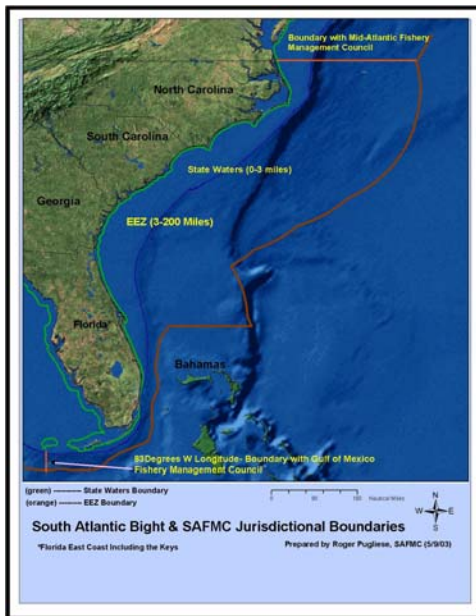 Boundary with Mid-Atlantic Fishery
Management Council
North Carolina
South Carolina
State Waters (0-3 miles)
Georgia
EEZ (3-200 Miles)
Florida*
Bahamas
83Degrees W Longitude- Boundary with Gulf of Mexico
Fishery Management Council
(green) ---------- State Waters Boundary
(orange) ---------- EEZ Boundary
Nautical Miles
N
W
E
S
South Atlantic Bight & SAFMC Jurisdictional Boundaries
*Florida East Coast Including the Keys
Prepared by Roger Pugliese, SAFMC (5/9/03)